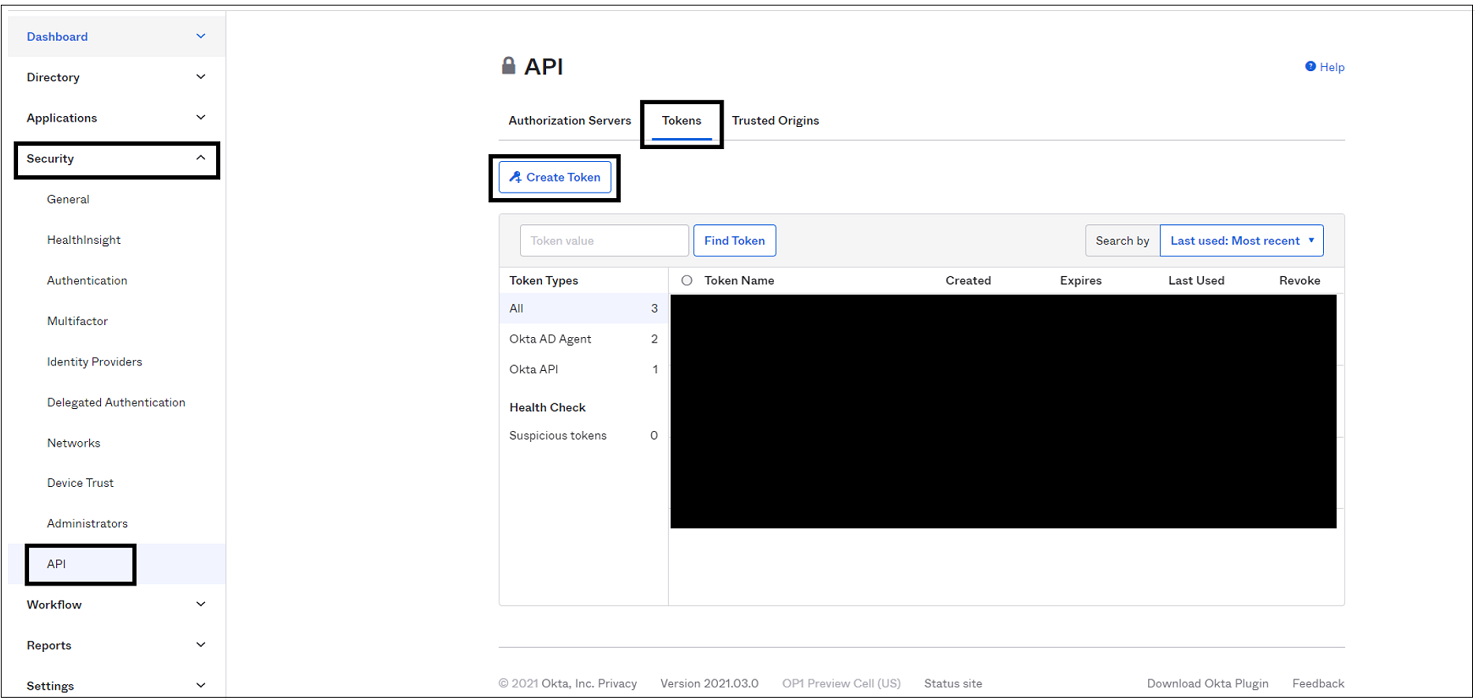 Dashboard
Directory
Applications
Security
General
HealthInsight
Authentication
Multifactor
Identity Providers
Delegated Authentication
Networks
Device Trust
Administrators
API
Workflow
Reports
Settings
API
Help
Authorization Servers Tokens Trusted Origins
Create Token
Token value Find Token Search by Last used: Most recent
Token Types Token Name Created Expires Last Used Revoke
All 3
Okta AD Agent 2
Okta API 1
Health Check
Suspicious tokens 0
© 2021 Okta, Inc. Privacy Version 2021.03.0 OP1 Preview Cell (US) Status site Download Okta Plugin Feedback